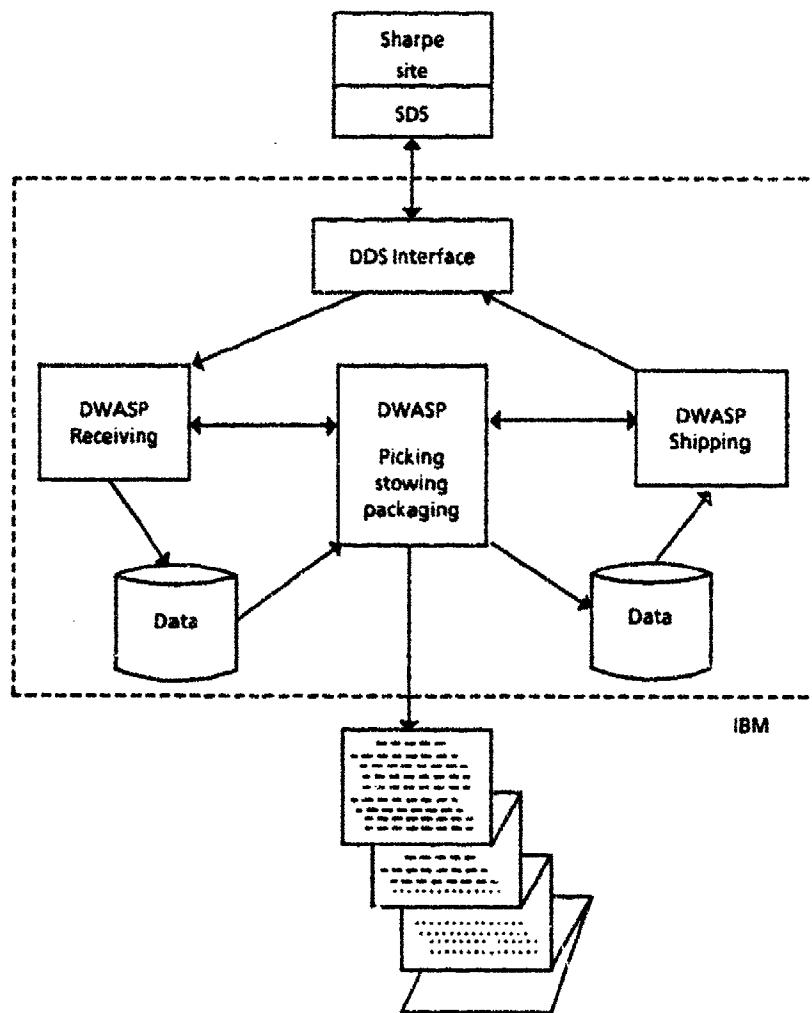 Sharpe
site
SDS
DDS Interface
DWASP
Receiving
DWASP
Picking
stowing
packaging
DWASP
Shipping
Data
Data
IBM